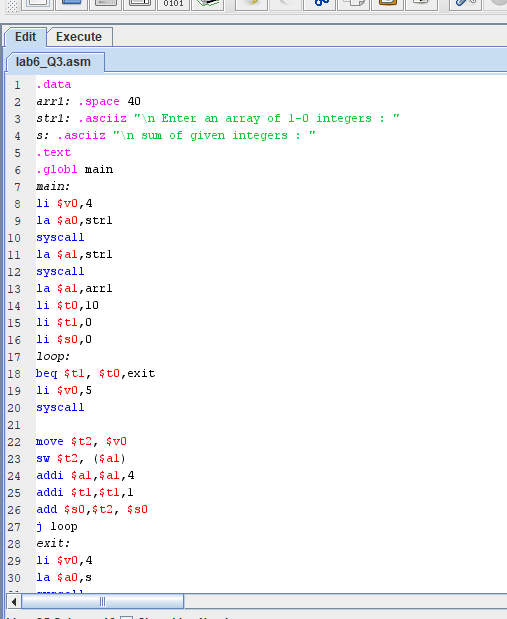 0101
Edit Execute
lab6_Q3.asm
1 .data
2 arr1: .space 40
3 str1: .asciiz "\n Enter an array of 1-0 integers : "
4 s: .asciiz "\n sum of given integers : "
5 .text
6 .globl main
7 main:
8 li $v0,4
9 la $a0,str1
10 syscall
11 la $a1,str1
12 syscall
13 la $a1,arr1
14 li $t0,10
15 li $t1,0
16 li $s0,0
17 loop:
18 beq $t1, $t0,exit
19 li $v0,5
20 syscall
21
22 move $t2, $v0
23 sw $t2, ($a1)
24 addi $a1,$a1,4
25 addi $t1,$t1,1
26 add $s0,$t2, $s0
27 j loop
28 exit:
29 li $v0,4
30 la $a0,s